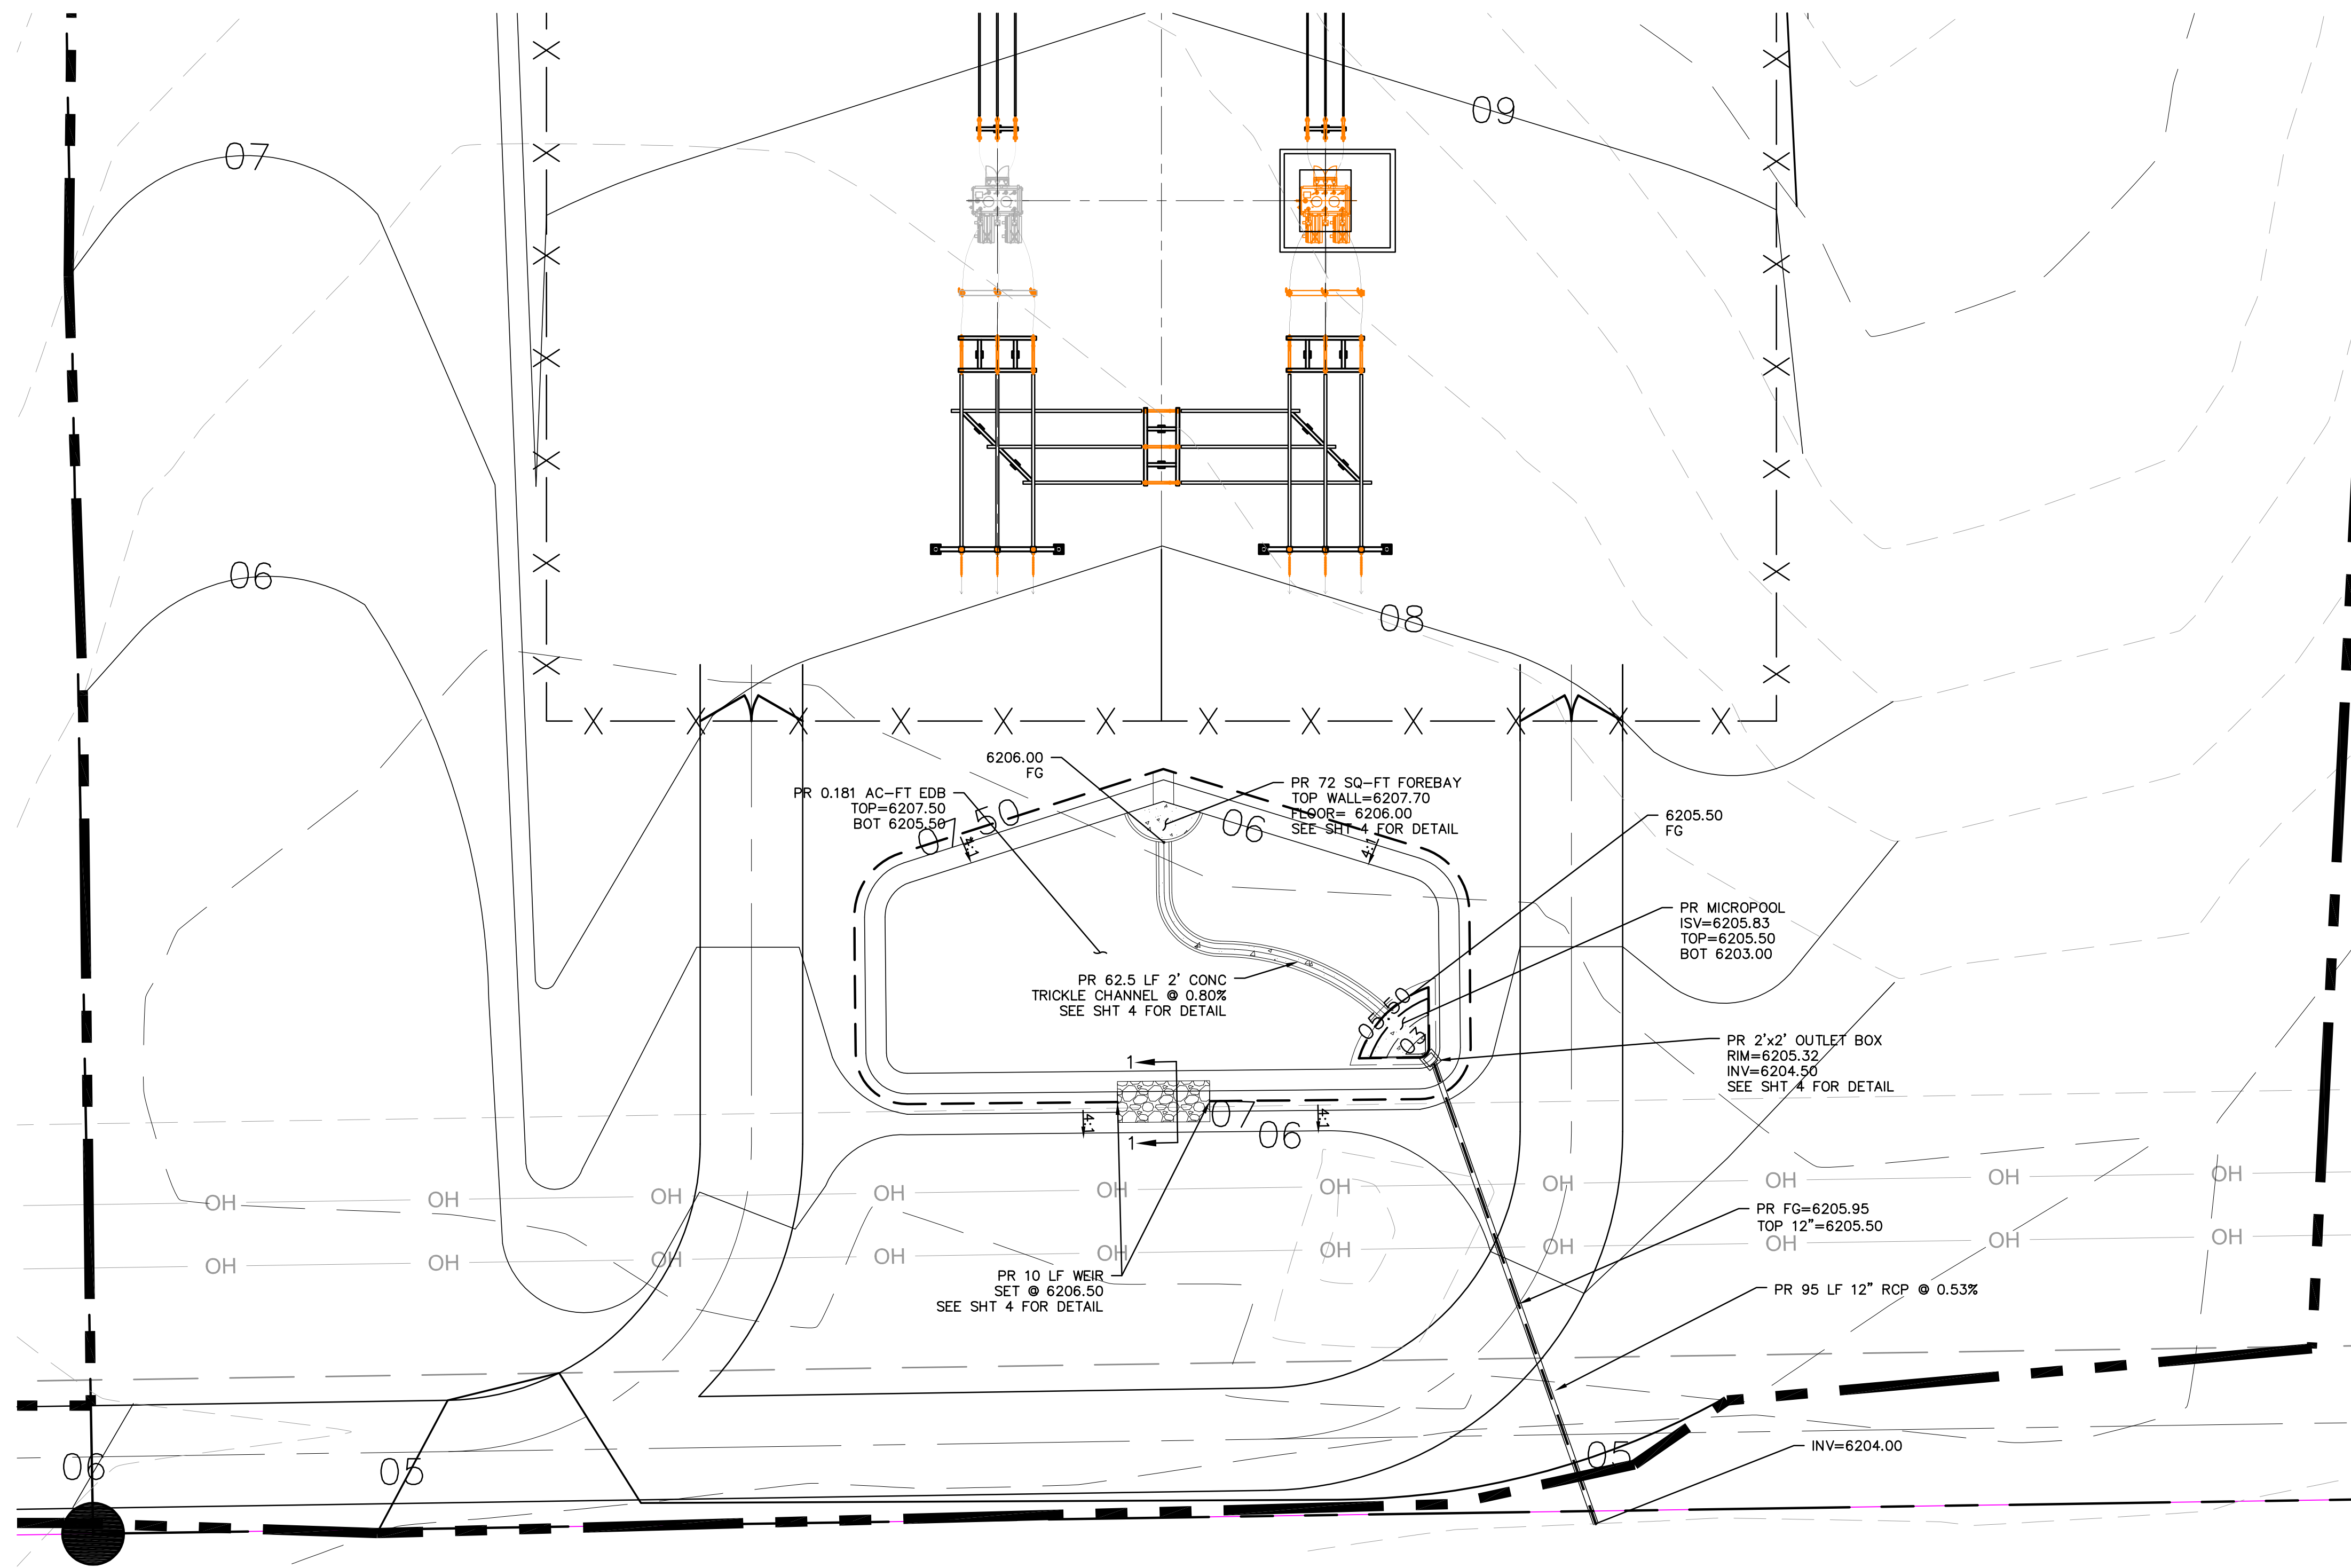 09
07
06
08
6206.00
FG
PR 0.181 AC-FT EDB
TOP=6207.50
BOT 6205.50
PR 72 SQ-FT FOREBAY
TOP WALL=6207.70
FLOOR= 6206.00
SEE SHT 4 FOR DETAIL
07.50
06
4:1
4:1
6205.50
FG
PR MICROPOOL
ISV=6205.83
TOP=6205.50
BOT 6203.00
PR 62.5 LF 2' CONC
TRICKLE CHANNEL @ 0.80%
SEE SHT 4 FOR DETAIL
05.50
03
PR 2'x2' OUTLET BOX
RIM=6205.32
INV=6204.50
SEE SHT 4 FOR DETAIL
1
1
4:1
4:1
07
06
OH OH OH OH OH OH OH OH OH OH
OH OH OH OH OH OH OH OH OH OH
PR FG=6205.95
TOP 12"=6205.50
PR 10 LF WEIR
SET @ 6206.50
SEE SHT 4 FOR DETAIL
PR 95 LF 12" RCP @ 0.53%
INV=6204.00
06
05
05